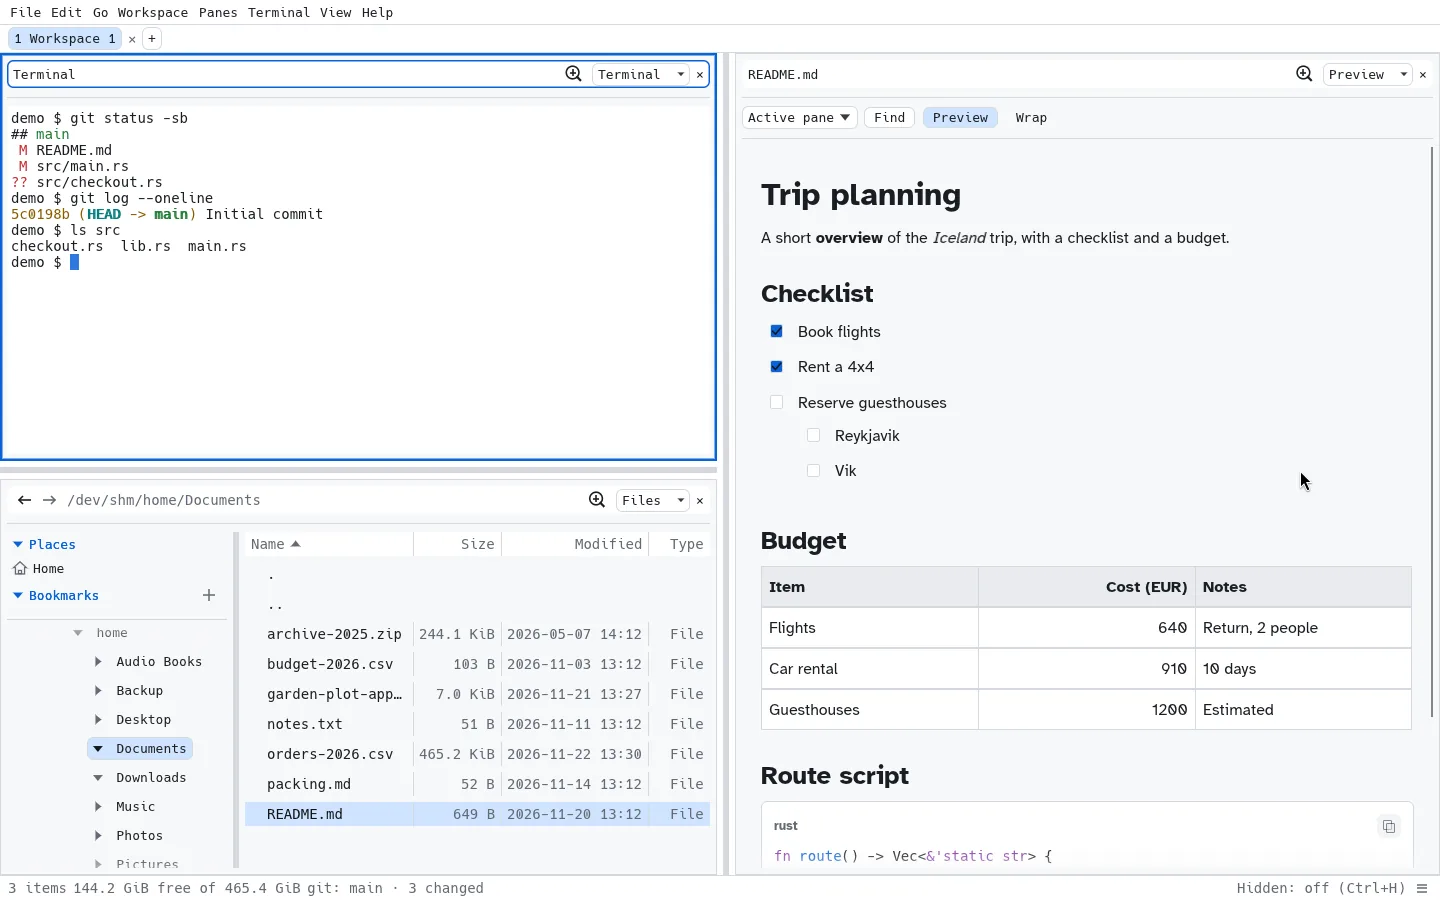 File Edit Go Workspace Panes Terminal View Help
1 Workspace 1 × +
Terminal Terminal ×
demo $ git status -sb
## main
 M README.md
 M src/main.rs
?? src/checkout.rs
demo $ git log --oneline
5c0198b (HEAD -> main) Initial commit
demo $ ls src
checkout.rs  lib.rs  main.rs
demo $
/dev/shm/home/Documents Files ×
Places
Home
Bookmarks +
home
Audio Books
Backup
Desktop
Documents
Downloads
Music
Photos
Pictures
Name Size Modified Type
.
..
archive-2025.zip 244.1 KiB 2026-05-07 14:12 File
budget-2026.csv 103 B 2026-11-03 13:12 File
garden-plot-app… 7.0 KiB 2026-11-21 13:27 File
notes.txt 51 B 2026-11-11 13:12 File
orders-2026.csv 465.2 KiB 2026-11-22 13:30 File
packing.md 52 B 2026-11-14 13:12 File
README.md 649 B 2026-11-20 13:12 File
README.md Preview ×
Active pane Find Preview Wrap
Trip planning
A short overview of the Iceland trip, with a checklist and a budget.
Checklist
Book flights
Rent a 4x4
Reserve guesthouses
Reykjavik
Vik
Budget
Item Cost (EUR) Notes
Flights 640 Return, 2 people
Car rental 910 10 days
Guesthouses 1200 Estimated
Route script
rust
fn route() -> Vec<&'static str> {
3 items 144.2 GiB free of 465.4 GiB git: main · 3 changed Hidden: off (Ctrl+H)